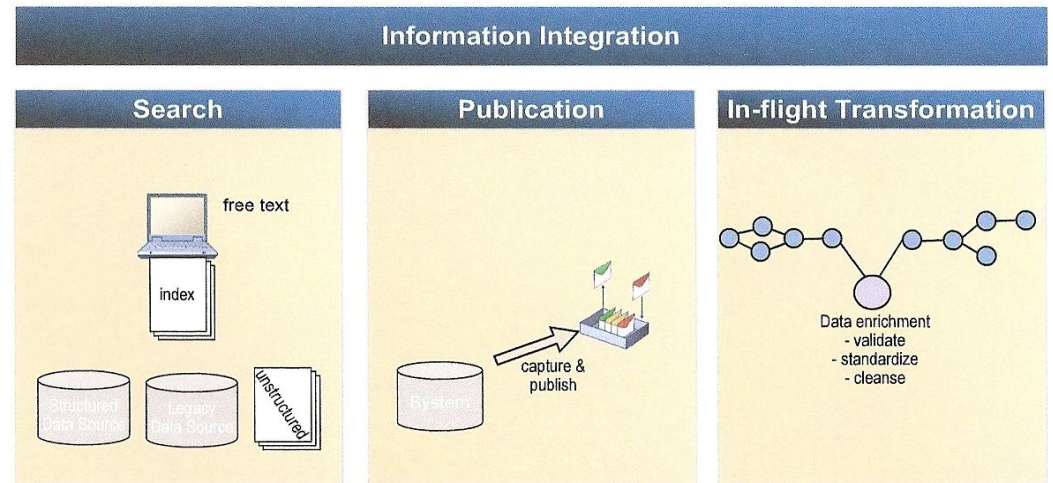 Information Integration
Search
free text
index
Structured
Data Source
Legacy
Data Source
unstructured
Publication
capture &
publish
System
In-flight Transformation
Data enrichment
- validate
- standardize
- cleanse